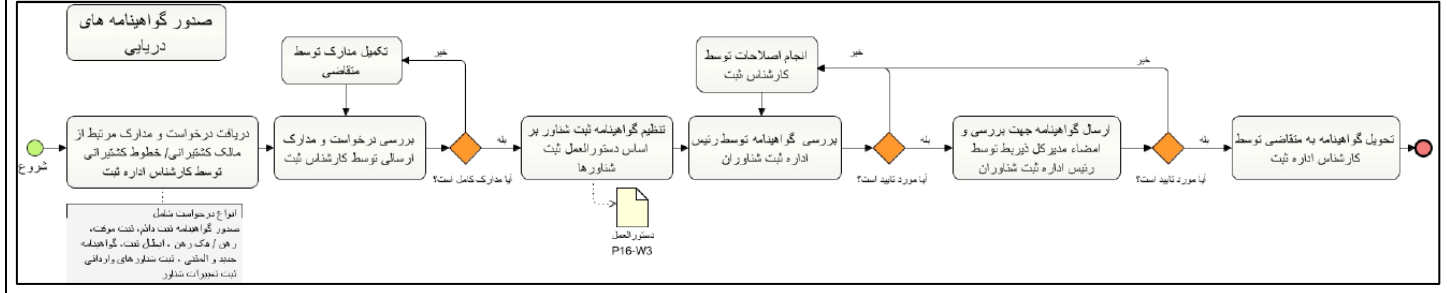 صدور گواهینامه های
دریایی
شروع
دریافت درخواست و مدارک مرتبط از
مالک کشتیرانی/ خطوط کشتیرانی
توسط کارشناس اداره ثبت
انواع درخواست شامل
صدور گواهینامه ثبت دائم، ثبت موقت،
رهن / فک رهن ، ابطال ثبت، گواهینامه
جدید و المثنی ، ثبت شناور های وارداتی
ثبت تغییرات شناور
تکمیل مدارک توسط
متقاضی
خیر
بررسی درخواست و مدارک
ارسالی توسط کارشناس ثبت
آیا مدارک کامل است؟
بله
تنظیم گواهینامه ثبت شناور بر
اساس دستورالعمل ثبت
شناورها
دستورالعمل
P16-W3
انجام اصلاحات توسط
کارشناس ثبت
خیر
بررسی گواهینامه توسط رئیس
اداره ثبت شناوران
آیا مورد تایید است؟
بله
ارسال گواهینامه جهت بررسی و
امضاء مدیرکل ذیربط توسط
رئیس اداره ثبت شناوران
خیر
آیا مورد تایید است؟
بله
تحویل گواهینامه به متقاضی توسط
کارشناس اداره ثبت